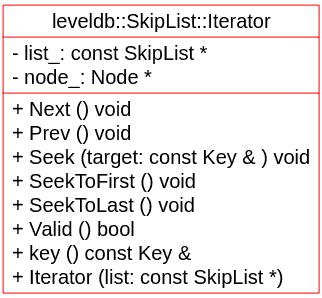 leveldb::SkipList::Iterator
- list_: const SkipList *
- node_: Node *
+ Next () void
+ Prev () void
+ Seek (target: const Key & ) void
+ SeekToFirst () void
+ SeekToLast () void
+ Valid () bool
+ key () const Key &
+ Iterator (list: const SkipList *)